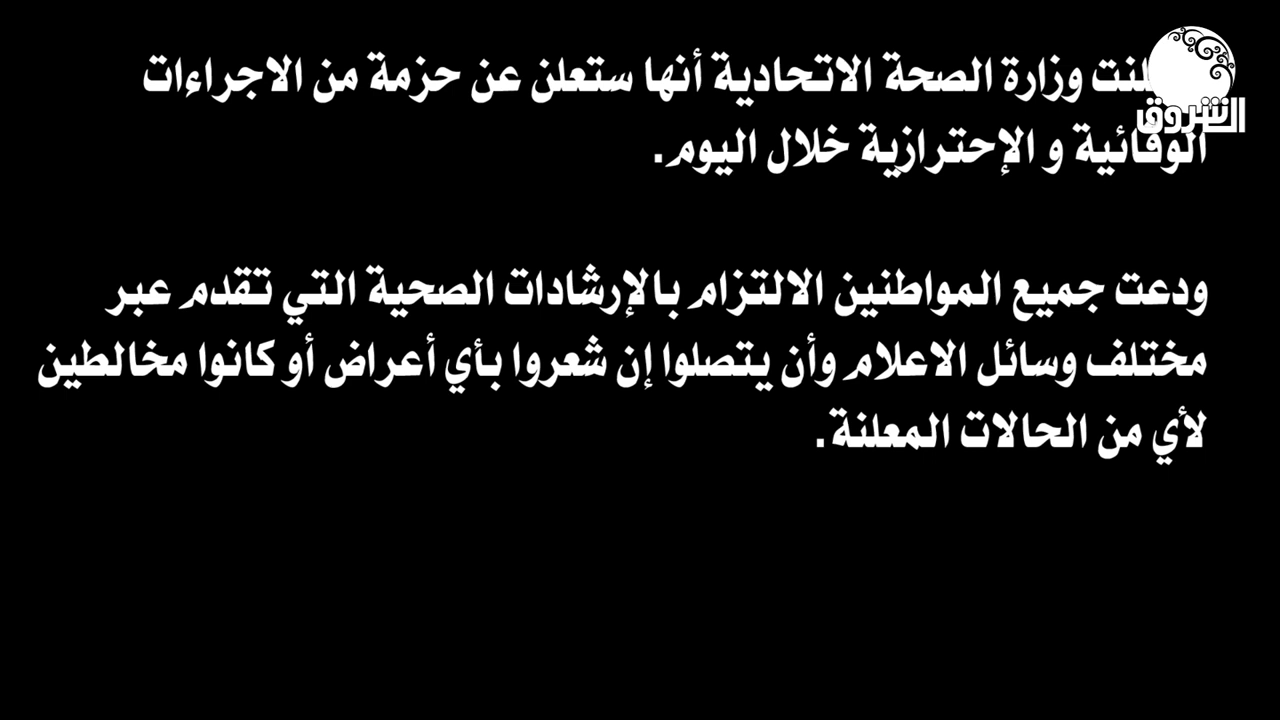 وزارة الصحة الاتحادية أنها ستعلن عن حزمة من الاجراءات
الوقائية و الإحترازية خلال اليوم.
ودعت جميع المواطنين الالتزام بالإرشادات الصحية التي تقدم عبر
مختلف وسائل الاعلام وأن يتصلوا إن شعروا بأي أعراض أو كانوا مخالطين
لأي من الحالات المعلنة.
الشروق